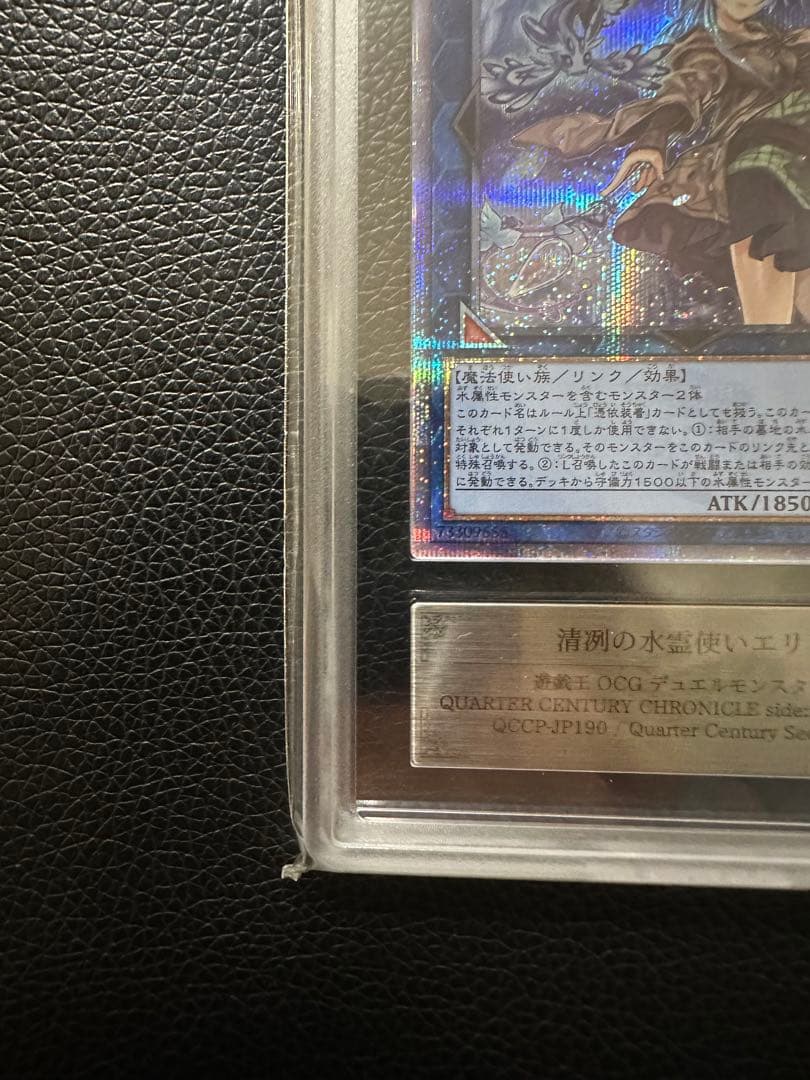 【魔法使い族／リンク／効果】
水属性モンスターを含むモンスター2体
このカード名はルール上「憑依装着」カードとしても扱う。このカー
それぞれ1ターンに1度しか使用できない。①：相手の墓地の水
対象として発動できる。そのモンスターをこのカードのリンク先と
特殊召喚する。②：L召喚したこのカードが戦闘または相手の効
に発動できる。デッキから守備力1500以下の水属性モンスター
ATK/1850
73309655
清冽の水霊使いエリ
遊戯王 OCG デュエルモンスタ
QUARTER CENTURY CHRONICLE side:
QCCP-JP190 / Quarter Century Sec